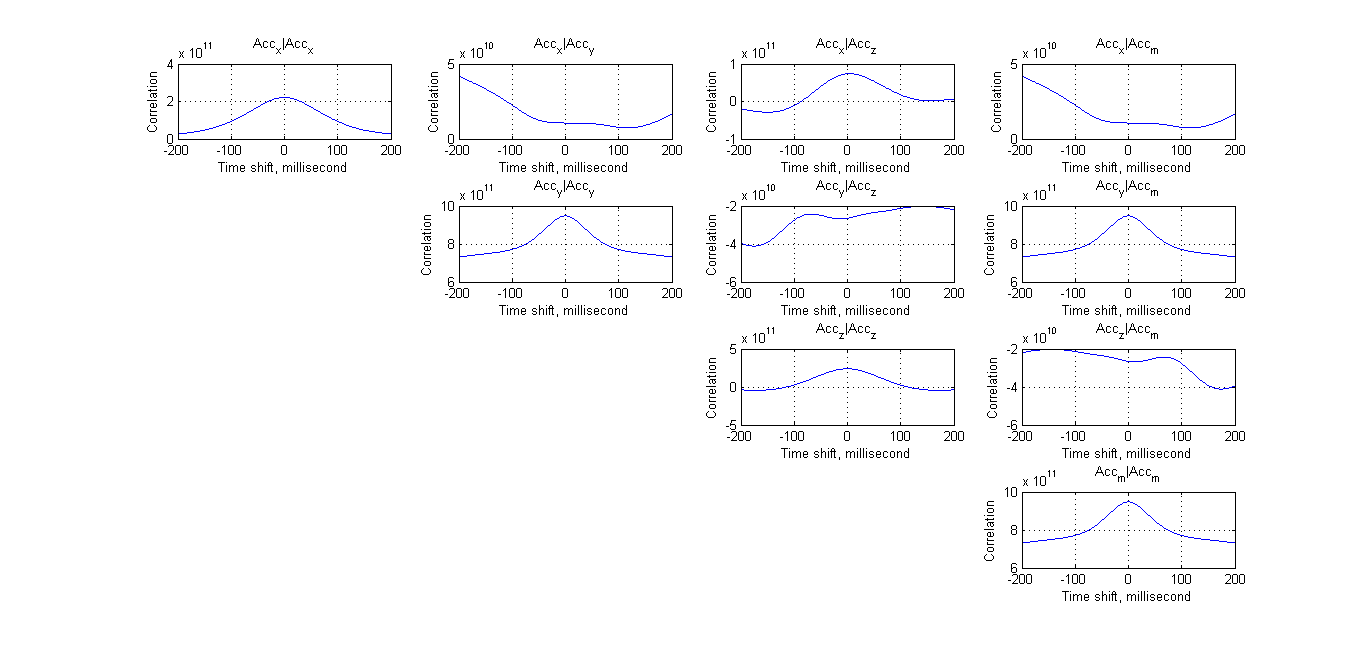 Acc_x|Acc_x
x 10^11
Correlation
4
2
0
-200 -100 0 100 200
Time shift, millisecond
Acc_x|Acc_y
x 10^10
Correlation
5
0
-200 -100 0 100 200
Time shift, millisecond
Acc_x|Acc_z
x 10^11
Correlation
1
0
-1
-200 -100 0 100 200
Time shift, millisecond
Acc_x|Acc_m
x 10^10
Correlation
5
0
-200 -100 0 100 200
Time shift, millisecond
Acc_y|Acc_y
x 10^11
Correlation
10
8
6
-200 -100 0 100 200
Time shift, millisecond
Acc_y|Acc_z
x 10^10
Correlation
-2
-4
-6
-200 -100 0 100 200
Time shift, millisecond
Acc_y|Acc_m
x 10^11
Correlation
10
8
6
-200 -100 0 100 200
Time shift, millisecond
Acc_z|Acc_z
x 10^11
Correlation
5
0
-5
-200 -100 0 100 200
Time shift, millisecond
Acc_z|Acc_m
x 10^10
Correlation
-2
-4
-6
-200 -100 0 100 200
Time shift, millisecond
Acc_m|Acc_m
x 10^11
Correlation
10
8
6
-200 -100 0 100 200
Time shift, millisecond